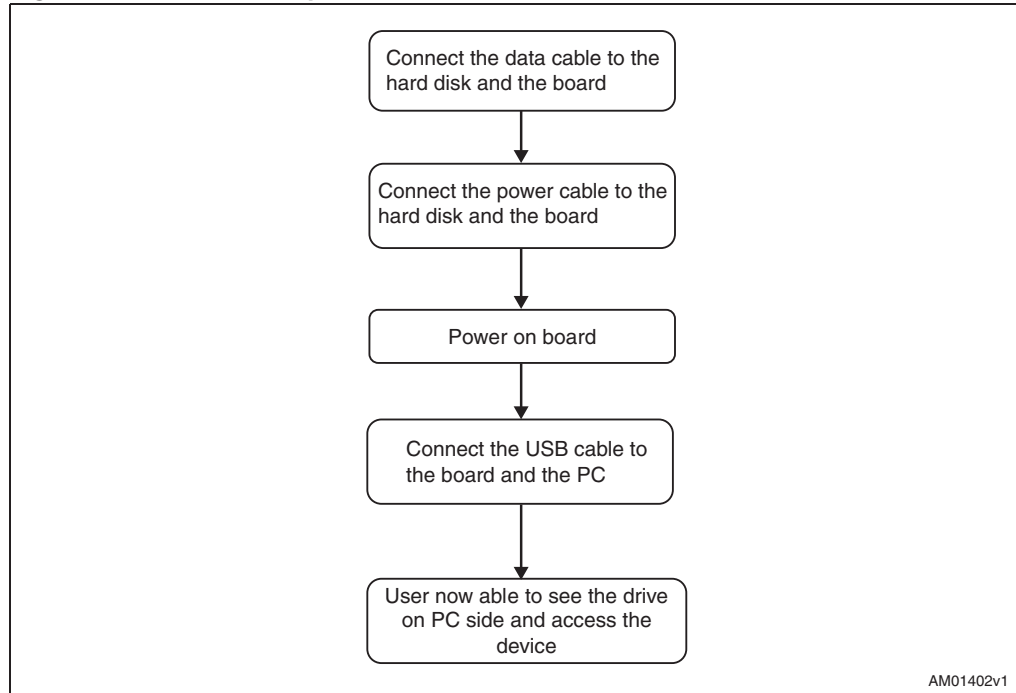 Connect the data cable to the
hard disk and the board
Connect the power cable to the
hard disk and the board
Power on board
Connect the USB cable to
the board and the PC
User now able to see the drive
on PC side and access the
device
AM01402v1